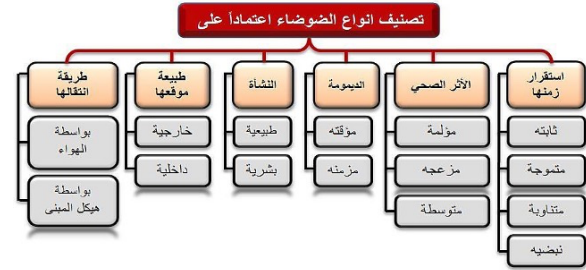 تصنيف انواع الضوضاء اعتماداً على
استقرار
زمنها
ثابته
متموجة
متناوبة
نبضيه
الأثر الصحي
مؤلمة
مزعجه
متوسطة
الديمومة
مؤقته
مزمنه
النشأة
طبيعية
بشرية
طبيعة
موقعها
خارجية
داخلية
طريقة
انتقالها
بواسطة
الهواء
بواسطة
هيكل المبنى